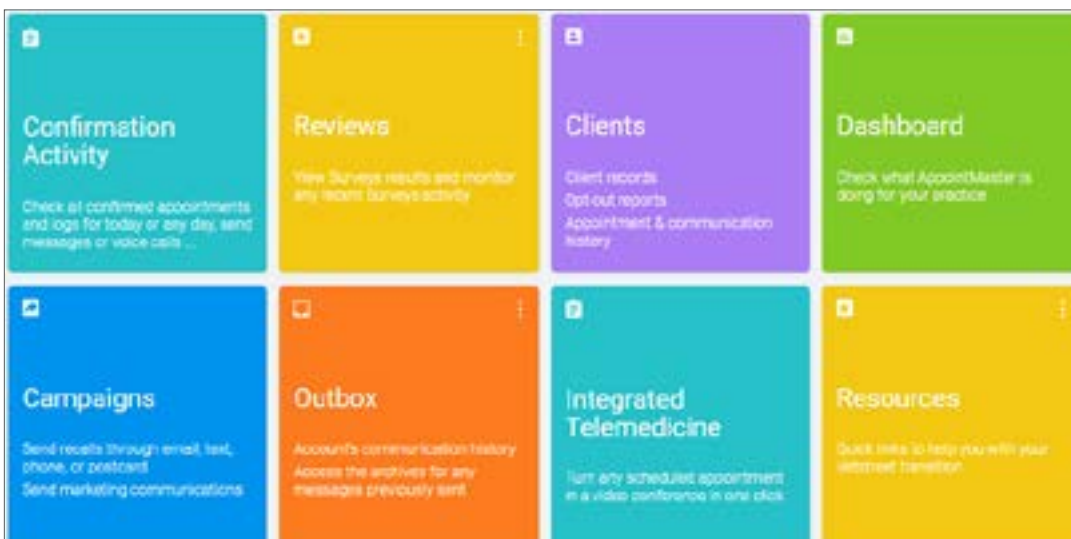 Confirmation
Activity
Check all confirmed appointments
and logs for today or any day, send
messages or voice calls ...
Reviews
View Surveys results and monitor
any recent Surveys activity
Clients
Client records
Opt-out reports
Appointment & communication
history
Dashboard
Check what AppointMaster is
doing for your practice
Campaigns
Send recalls through email, text,
phone, or postcard
Send marketing communications
Outbox
Account's communication history
Access the archives for any
messages previously sent
Integrated
Telemedicine
Turn any scheduled appointment
in a video conference in one click
Resources
Quick links to help you with your
transition